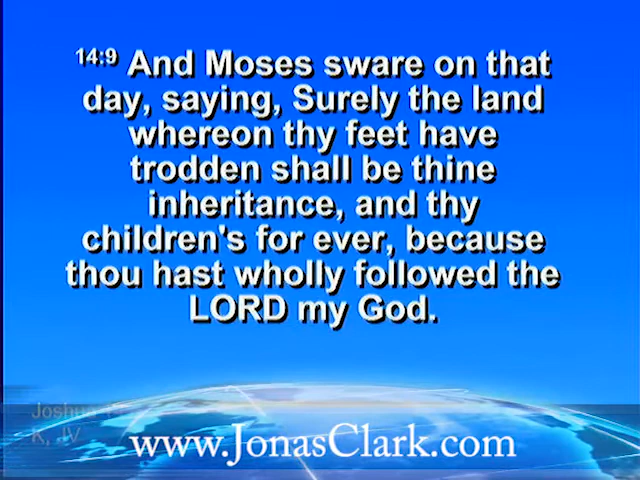 14:9 And Moses sware on that
day, saying, Surely the land
whereon thy feet have
trodden shall be thine
inheritance, and thy
children's for ever, because
thou hast wholly followed the
LORD my God.
Joshua
K, JV
www.JonasClark.com